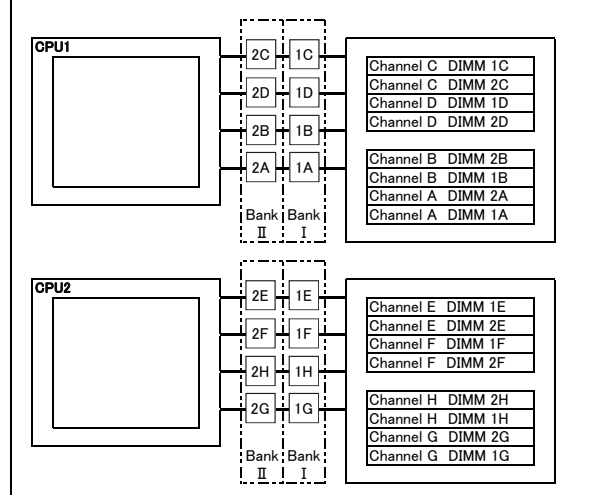 CPU1
2C 1C
2D 1D
2B 1B
2A 1A
Bank Bank
Ⅱ Ⅰ
Channel C DIMM 1C
Channel C DIMM 2C
Channel D DIMM 1D
Channel D DIMM 2D
Channel B DIMM 2B
Channel B DIMM 1B
Channel A DIMM 2A
Channel A DIMM 1A
CPU2
2E 1E
2F 1F
2H 1H
2G 1G
Bank Bank
Ⅱ Ⅰ
Channel E DIMM 1E
Channel E DIMM 2E
Channel F DIMM 1F
Channel F DIMM 2F
Channel H DIMM 2H
Channel H DIMM 1H
Channel G DIMM 2G
Channel G DIMM 1G